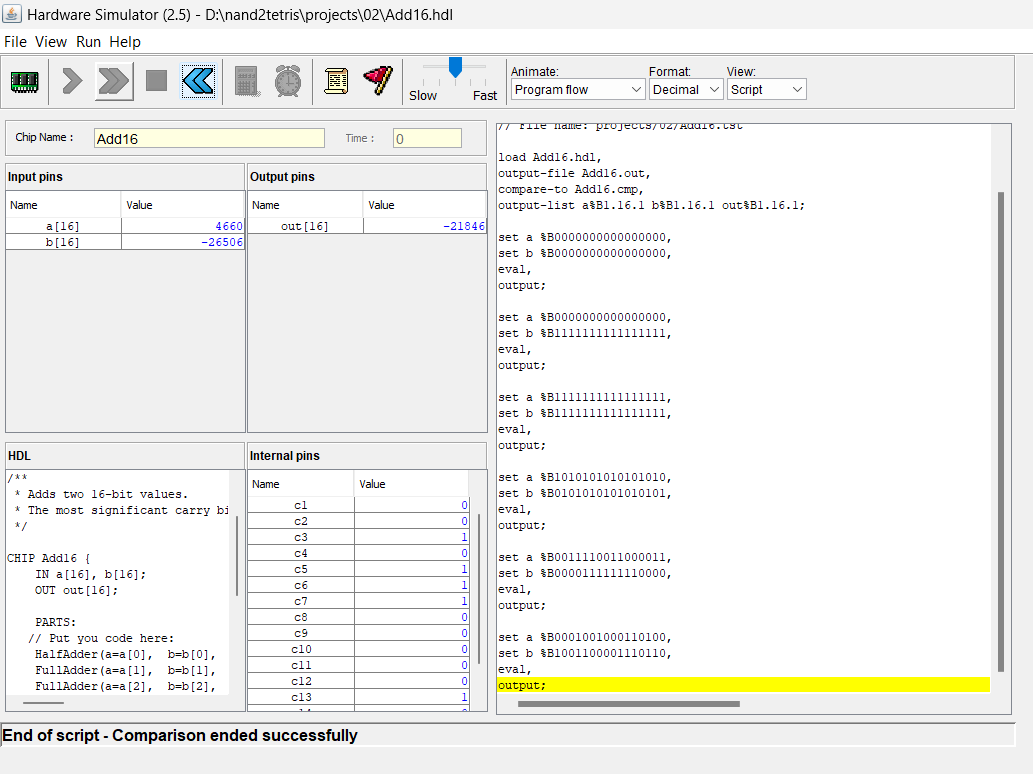 Hardware Simulator (2.5) - D:\nand2tetris\projects\02\Add16.hdl
File View Run Help
Slow Fast
Animate: Format: View:
Program flow Decimal Script
Chip Name : Add16 Time : 0
Input pins
Name Value
a[16] 4660
b[16] -26506
Output pins
Name Value
out[16] -21846
HDL
/**
* Adds two 16-bit values.
* The most significant carry bi
*/
CHIP Add16 {
IN a[16], b[16];
OUT out[16];
PARTS:
// Put you code here:
HalfAdder(a=a[0], b=b[0],
FullAdder(a=a[1], b=b[1],
FullAdder(a=a[2], b=b[2],
Internal pins
Name Value
c1 0
c2 0
c3 1
c4 0
c5 1
c6 1
c7 1
c8 0
c9 0
c10 0
c11 0
c12 0
c13 1
// File name: projects/02/Add16.tst
load Add16.hdl,
output-file Add16.out,
compare-to Add16.cmp,
output-list a%B1.16.1 b%B1.16.1 out%B1.16.1;
set a %B0000000000000000,
set b %B0000000000000000,
eval,
output;
set a %B0000000000000000,
set b %B1111111111111111,
eval,
output;
set a %B1111111111111111,
set b %B1111111111111111,
eval,
output;
set a %B1010101010101010,
set b %B0101010101010101,
eval,
output;
set a %B0011110011000011,
set b %B0000111111110000,
eval,
output;
set a %B0001001000110100,
set b %B1001100001110110,
eval,
output;
End of script - Comparison ended successfully